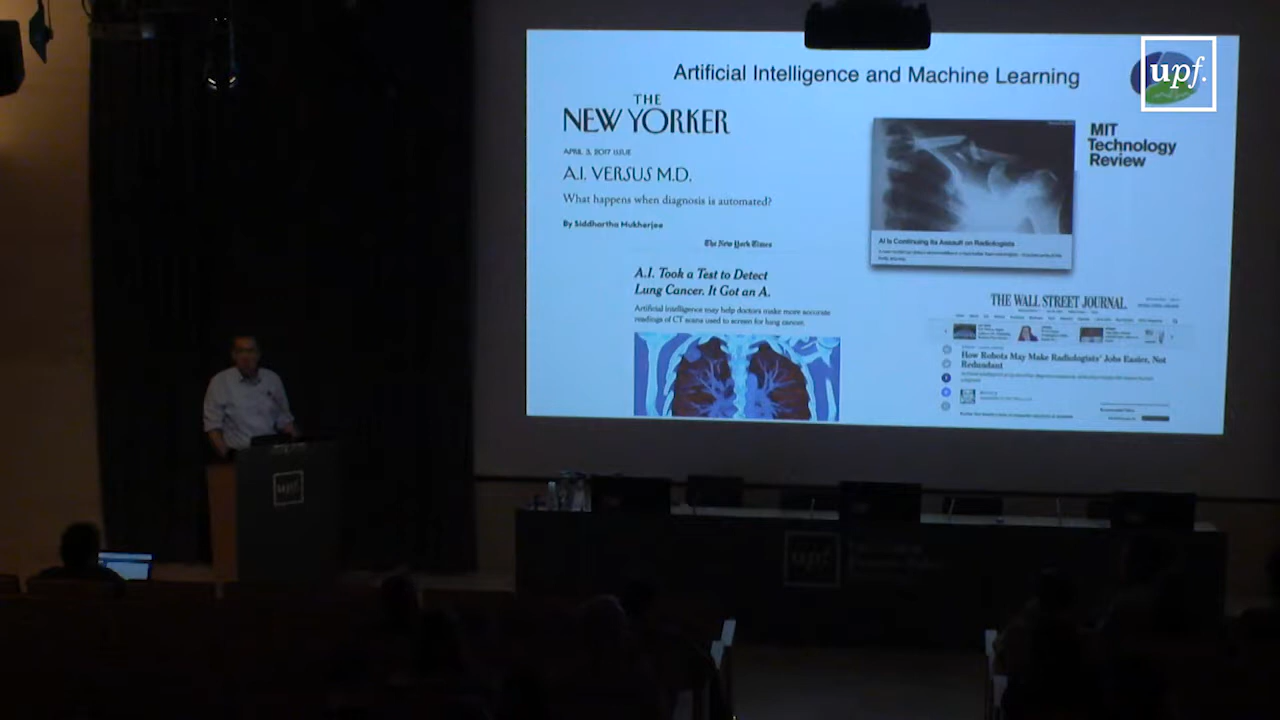 Artificial Intelligence and Machine Learning
upf.
THE
NEW YORKER
APRIL 3, 2017 ISSUE
A.I. VERSUS M.D.
What happens when diagnosis is automated?
By Siddhartha Mukherjee
MIT
Technology
Review
AI Is Continuing Its Assault on Radiologists
The New York Times
A.I. Took a Test to Detect
Lung Cancer. It Got an A.
Artificial intelligence may help doctors make more accurate
readings of CT scans used to screen for lung cancer.
THE WALL STREET JOURNAL.
How Robots May Make Radiologists' Jobs Easier, Not
Redundant
upf.
upf.